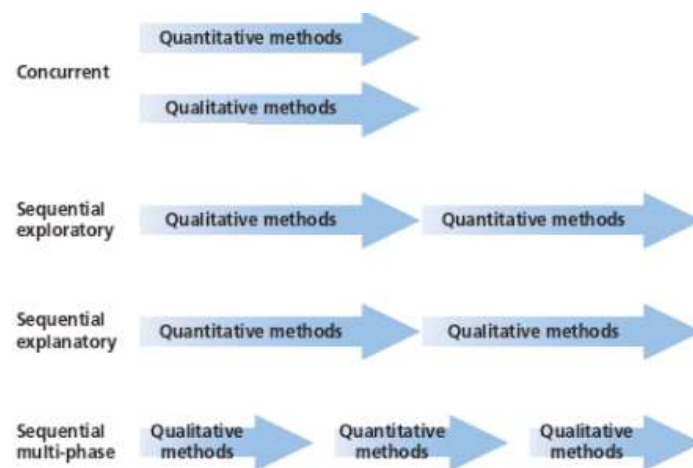 Quantitative methods
Concurrent
Qualitative methods
Sequential
exploratory
Qualitative methods
Quantitative methods
Sequential
explanatory
Quantitative methods
Qualitative methods
Sequential
multi-phase
Qualitative
methods
Quantitative
methods
Qualitative
methods